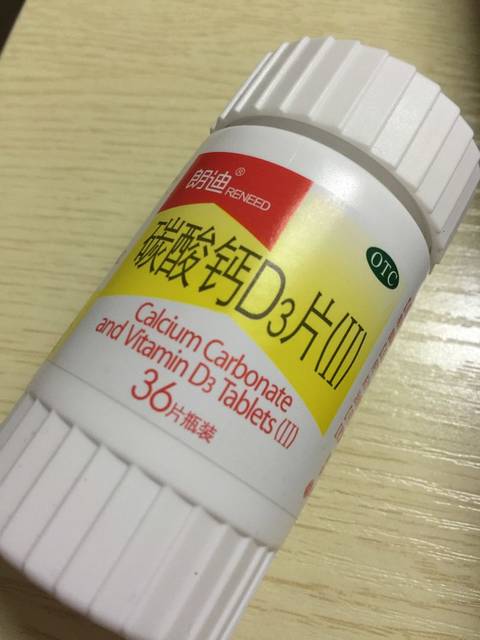 朗迪®
RENEED
OTC
碳酸钙D3片(II)
Calcium Carbonate
and Vitamin D3 Tablets (II)
36片瓶装